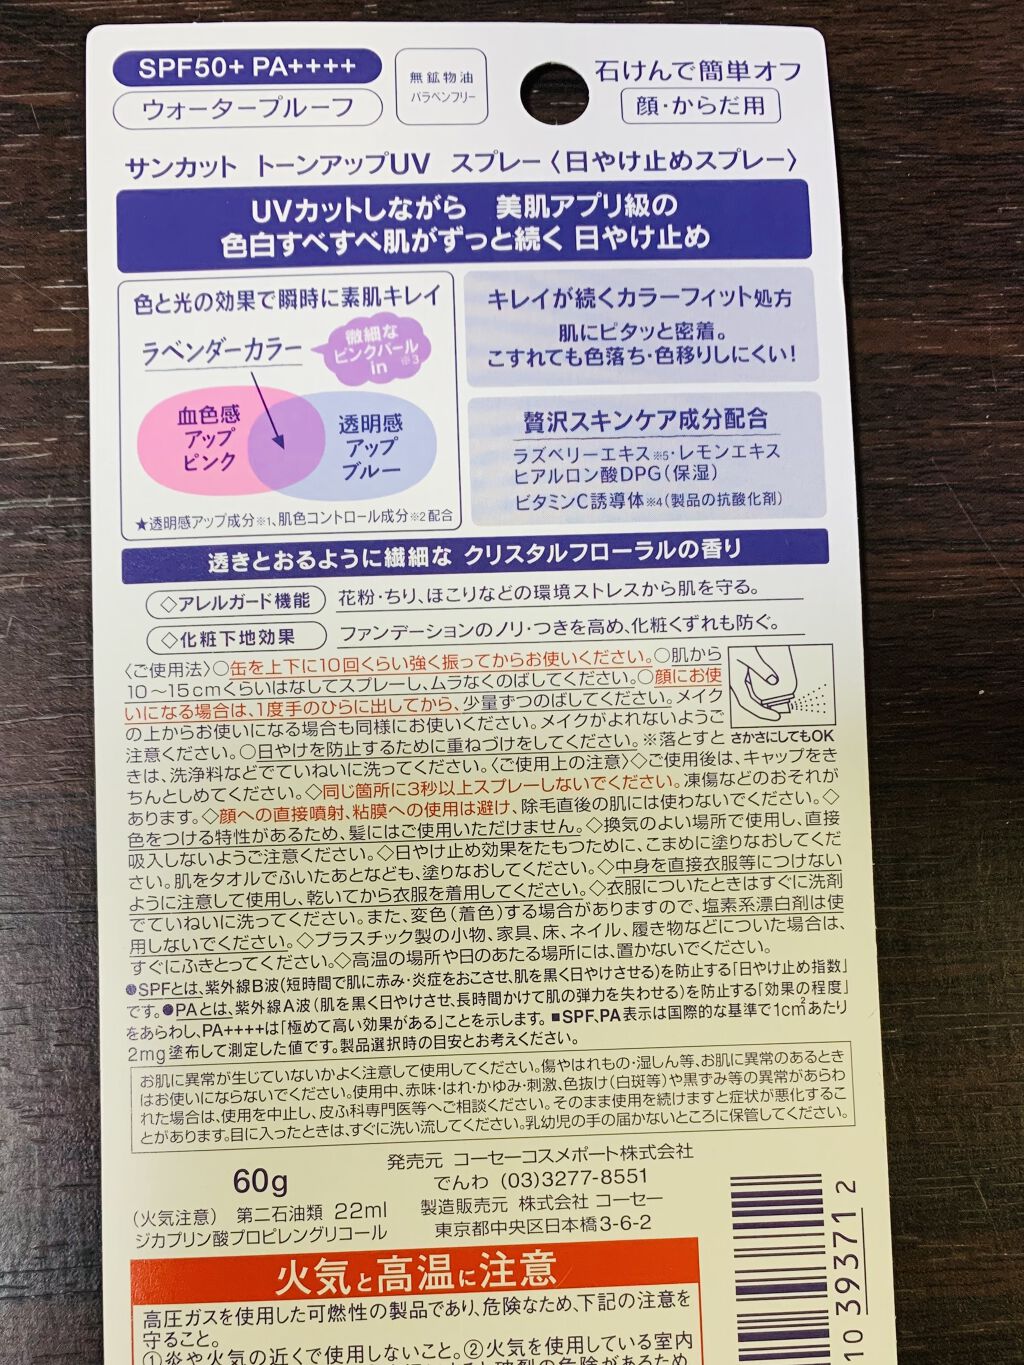 SPF50+ PA++++
ウォータープルーフ
無鉱物油
パラベンフリー
石けんで簡単オフ
顔・からだ用
サンカット トーンアップUV スプレー〈日やけ止めスプレー〉
UVカットしながら 美肌アプリ級の
色白すべすべ肌がずっと続く 日やけ止め
色と光の効果で瞬時に素肌キレイ
ラベンダーカラー
微細な
ピンクパール
in ※3
血色感
アップ
ピンク
透明感
アップ
ブルー
★透明感アップ成分※1、肌色コントロール成分※2配合
キレイが続くカラーフィット処方
肌にピタッと密着。
こすれても色落ち・色移りしにくい!
贅沢スキンケア成分配合
ラズベリーエキス※5・レモンエキス
ヒアルロン酸DPG(保湿)
ビタミンC誘導体※4(製品の抗酸化剤)
透きとおるように繊細な クリスタルフローラルの香り
◇アレルガード機能
花粉・ちり、ほこりなどの環境ストレスから肌を守る。
◇化粧下地効果
ファンデーションのノリ・つきを高め、化粧くずれも防ぐ。
〈ご使用法〉○缶を上下に10回くらい強く振ってからお使いください。○肌から
10〜15cmくらいはなしてスプレーし、ムラなくのばしてください。○顔にお使
いになる場合は、1度手のひらに出してから、少量ずつのばしてください。メイク
の上からお使いになる場合も同様にお使いください。メイクがよれないようご
注意ください。○日やけを防止するために重ねづけをしてください。※落とすと
きは、洗浄料などでていねいに洗ってください。〈ご使用上の注意〉◇ご使用後は、キャップをき
ちんとしめてください。◇同じ箇所に3秒以上スプレーしないでください。凍傷などのおそれが
あります。◇顔への直接噴射、粘膜への使用は避け、除毛直後の肌には使わないでください。◇
色をつける特性があるため、髪にはご使用いただけません。◇換気のよい場所で使用し、直接
吸入しないようご注意ください。◇日やけ止め効果をたもつために、こまめに塗りなおしてくだ
さい。肌をタオルでふいたあとなども、塗りなおしてください。◇中身を直接衣服等につけない
ように注意して使用し、乾いてから衣服を着用してください。◇衣服についたときはすぐに洗剤
でていねいに洗ってください。また、変色(着色)する場合がありますので、塩素系漂白剤は使
用しないでください。◇プラスチック製の小物、家具、床、ネイル、履き物などについた場合は、
すぐにふきとってください。◇高温の場所や日のあたる場所には、置かないでください。
さかさにしてもOK
●SPFとは、紫外線B波(短時間で肌に赤み・炎症をおこさせ、肌を黒く日やけさせる)を防止する「日やけ止め指数」
です。●PAとは、紫外線A波(肌を黒く日やけさせ、長時間かけて肌の弾力を失わせる)を防止する「効果の程度」
をあらわし、PA++++は「極めて高い効果がある」ことを示します。■SPF、PA表示は国際的な基準で1cm²あたり
2mg塗布して測定した値です。製品選択時の目安とお考えください。
お肌に異常が生じていないかよく注意して使用してください。傷やはれもの・湿しん等、お肌に異常のあるとき
はお使いにならないでください。使用中、赤味・はれ・かゆみ・刺激、色抜け(白斑等)や黒ずみ等の異常があらわ
れた場合は、使用を中止し、皮ふ科専門医等へご相談ください。そのまま使用を続けますと症状が悪化するこ
とがあります。目に入ったときは、すぐに洗い流してください。乳幼児の手の届かないところに保管してください。
60g
(火気注意) 第二石油類 22ml
ジカプリン酸プロピレングリコール
発売元 コーセーコスメポート株式会社
でんわ (03)3277-8551
製造販売元 株式会社 コーセー
東京都中央区日本橋3-6-2
火気と高温に注意
高圧ガスを使用した可燃性の製品であり、危険なため、下記の注意を
守ること。
①炎や火気の近くで使用しないこと。②火気を使用している室内
10 39371 2